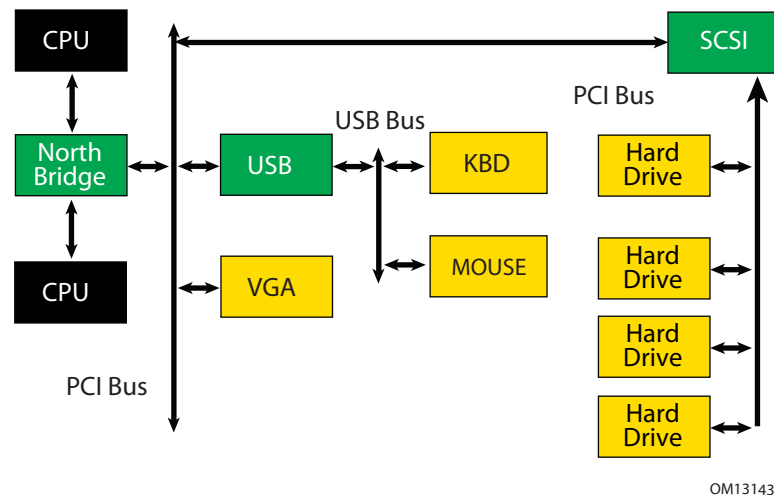 CPU
SCSI
PCI Bus
USB Bus
North
Bridge
USB
KBD
Hard
Drive
CPU
VGA
MOUSE
Hard
Drive
Hard
Drive
PCI Bus
Hard
Drive
OM13143